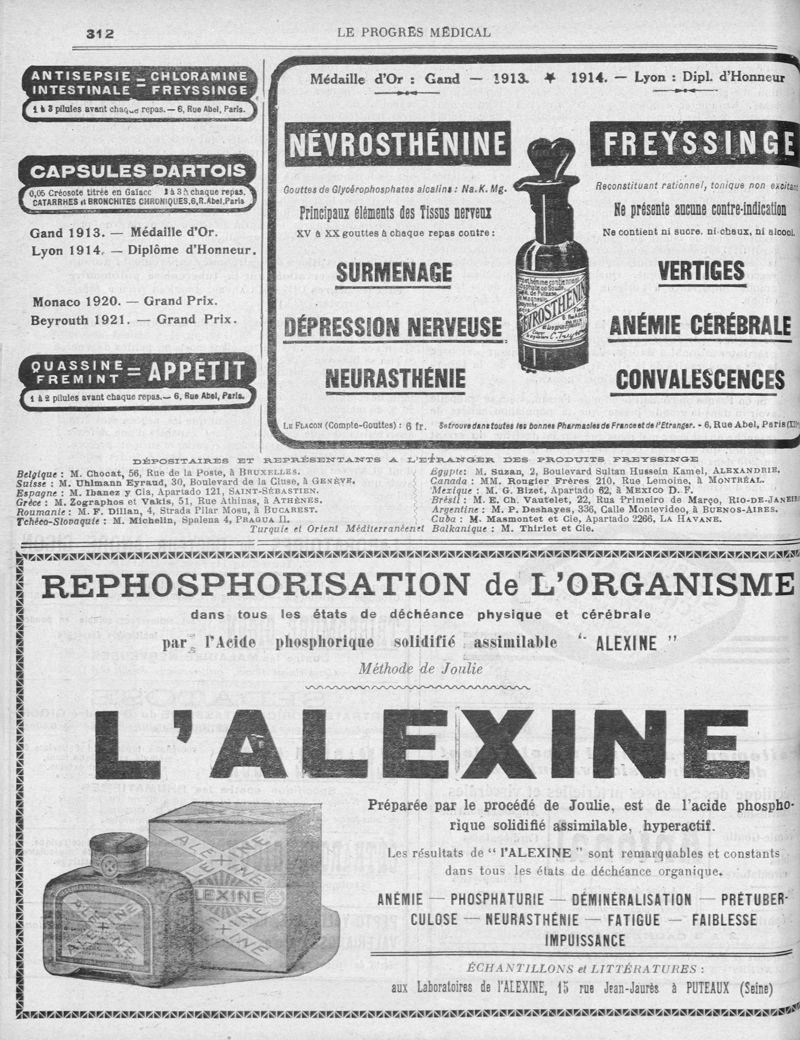 312
LE PROGRÈS MÉDICAL
ANTISEPSIE = CHLORAMINE
INTESTINALE = FREYSSINGE
1 à 3 pilules avant chaque repas. — 6, Rue Abel, Paris.
CAPSULES DARTOIS
0,05 Créosote titrée en Gaïacc 2 à 3 à chaque repas.
CATARRHES et BRONCHITES CHRONIQUES, 6, R. Abel, Paris
Gand 1913. — Médaille d'Or.
Lyon 1914. — Diplôme d'Honneur.
Monaco 1920. — Grand Prix.
Beyrouth 1921. — Grand Prix.
QUASSINE
FREMINT = APPÉTIT
1 à 2 pilules avant chaque repas. — 6, Rue Abel, Paris.
Médaille d'Or : Gand — 1913. ★ 1914. — Lyon : Dipl. d'Honneur
NÉVROSTHÉNINE FREYSSINGE
Gouttes de Glycérophosphates alcalins : Na. K. Mg.
Principaux éléments des Tissus nerveux
XV à XX gouttes à chaque repas contre :
SURMENAGE
DÉPRESSION NERVEUSE
NEURASTHÉNIE
NEVROSTHENINE
Reconstituant rationnel, tonique non excitant
Ne présente aucune contre-indication
Ne contient ni sucre, ni chaux, ni alcool.
VERTIGES
ANÉMIE CÉRÉBRALE
CONVALESCENCES
LE FLACON (Compte-Gouttes) : 6 fr. Se trouve dans toutes les bonnes Pharmacies de France et de l'Etranger. - 6, Rue Abel, Paris (XIIe)
DÉPOSITAIRES ET REPRÉSENTANTS A L'ETRANGER DES PRODUITS FREYSSINGE
Belgique : M. Chocat, 56, Rue de la Poste, à BRUXELLES.
Suisse : M. Uhlmann Eyraud, 30, Boulevard de la Cluse, à GENÈVE.
Espagne : M. Ibanez y Cia, Apartado 121, SAINT-SÉBASTIEN.
Grèce : M. Zographos et Vakis, 51, Rue Athinas, à ATHÈNES.
Roumanie : M. F. Dillan, 4, Strada Pilar Mosu, à BUCAREST.
Tchéco-Slovaquie : M. Michelin, Spalena 4, PRAGUA II.
Egypte: M. Suzan, 2, Boulevard Sultan Hussein Kamel, ALEXANDRIE.
Canada : MM. Rougier Frères 210, Rue Lemoine, à MONTRÉAL.
Mexique : M. G. Bizet, Apartado 62, à MEXICO D. F.
Brésil : M. E. Ch. Vautelet, 22, Rua Primeiro de Março, RIO-DE-JANEIR
Argentine : M. P. Deshayes, 336, Calle Montevideo, à BUENOS-AIRES.
Cuba : M. Masmontet et Cie, Apartado 2266, LA HAVANE.
Turquie et Orient Méditerranéen et Balkanique : M. Thiriet et Cie.
REPHOSPHORISATION de L'ORGANISME
dans tous les états de déchéance physique et cérébrale
par l'Acide phosphorique solidifié assimilable “ ALEXINE ”
Méthode de Joulie
L'ALEXINE
Préparée par le procédé de Joulie, est de l'acide phospho-
rique solidifié assimilable, hyperactif.
Les résultats de “ l'ALEXINE ” sont remarquables et constants
dans tous les états de déchéance organique.
ANÉMIE — PHOSPHATURIE — DÉMINÉRALISATION — PRÉTUBER-
CULOSE — NEURASTHÉNIE — FATIGUE — FAIBLESSE
IMPUISSANCE
ALEXINE
ALEXINE
ALEXINE
ÉCHANTILLONS et LITTÉRATURES :
aux Laboratoires de l'ALEXINE, 15 rue Jean-Jaurès à PUTEAUX (Seine)